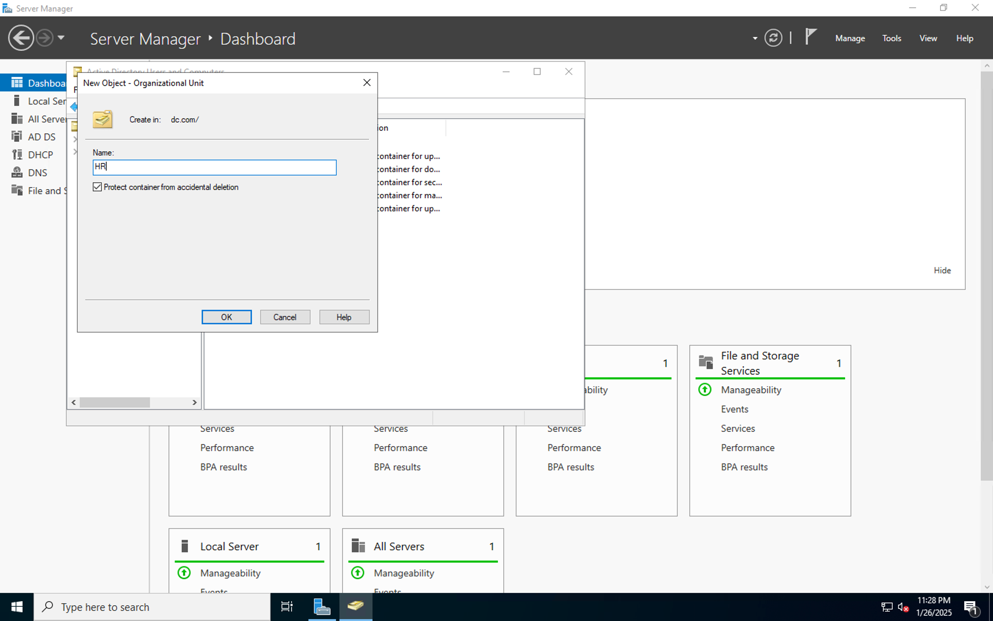 Server Manager
Server Manager
Dashboard
Manage
Tools
View
Help
Dashboa
Local Ser
All Server
AD DS
DHCP
DNS
File and S
Active Directory Users and Computers
New Object - Organizational Unit
Create in: dc.com/
Name:
HR
Protect container from accidental deletion
OK
Cancel
Help
ion
container for up...
container for do...
container for sec...
container for ma...
container for up...
Hide
Services
Performance
BPA results
Services
Performance
BPA results
1
ability
Services
Performance
BPA results
File and Storage
Services
1
Manageability
Events
Services
Performance
BPA results
Local Server 1
Manageability
Events
All Servers 1
Manageability
Events
Type here to search
11:28 PM
1/26/2025
1